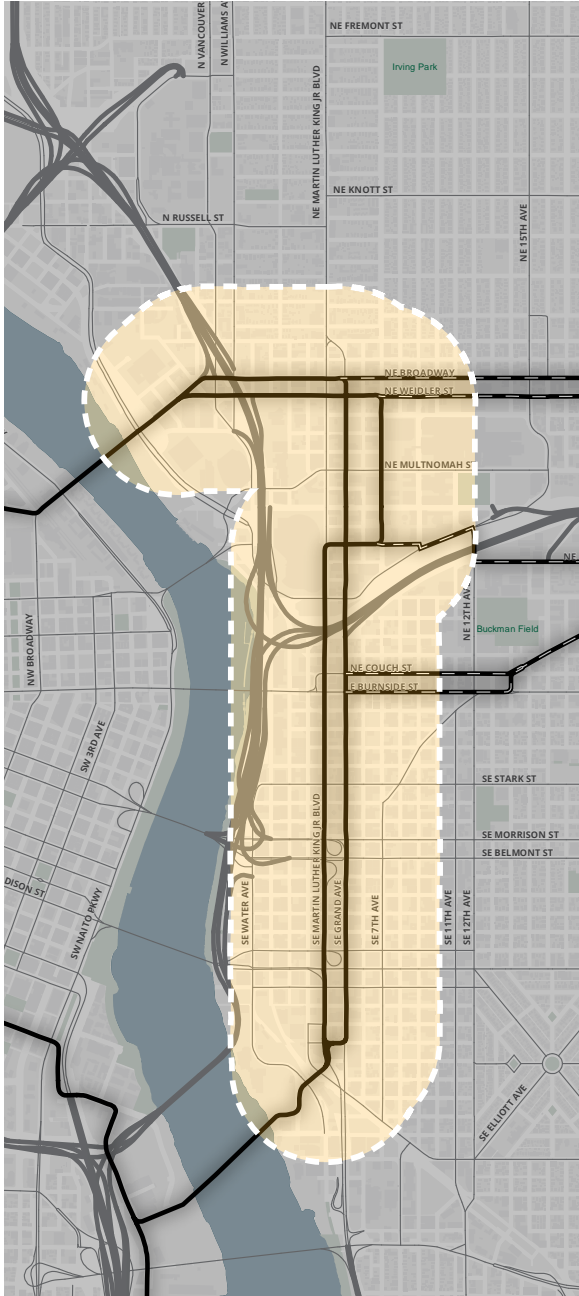 N VANCOUVER
N WILLIAMS A
NE FREMONT ST
Irving Park
NE MARTIN LUTHER KING JR BLVD
NE KNOTT ST
N RUSSELL ST
NE 15TH AVE
NE BROADWAY
NE WEIDLER ST
NE MULTNOMAH ST
NE
NE 12TH AVE
Buckman Field
NW BROADWAY
NE COUCH ST
E BURNSIDE ST
SW 3RD AVE
SE STARK ST
SE MARTIN LUTHER KING JR BLVD
SE MORRISON ST
SE BELMONT ST
DISON ST
SW NAITO PKWY
SE WATER AVE
SE GRAND AVE
SE 7TH AVE
SE 11TH AVE
SE 12TH AVE
SE ELLIOTT AVE